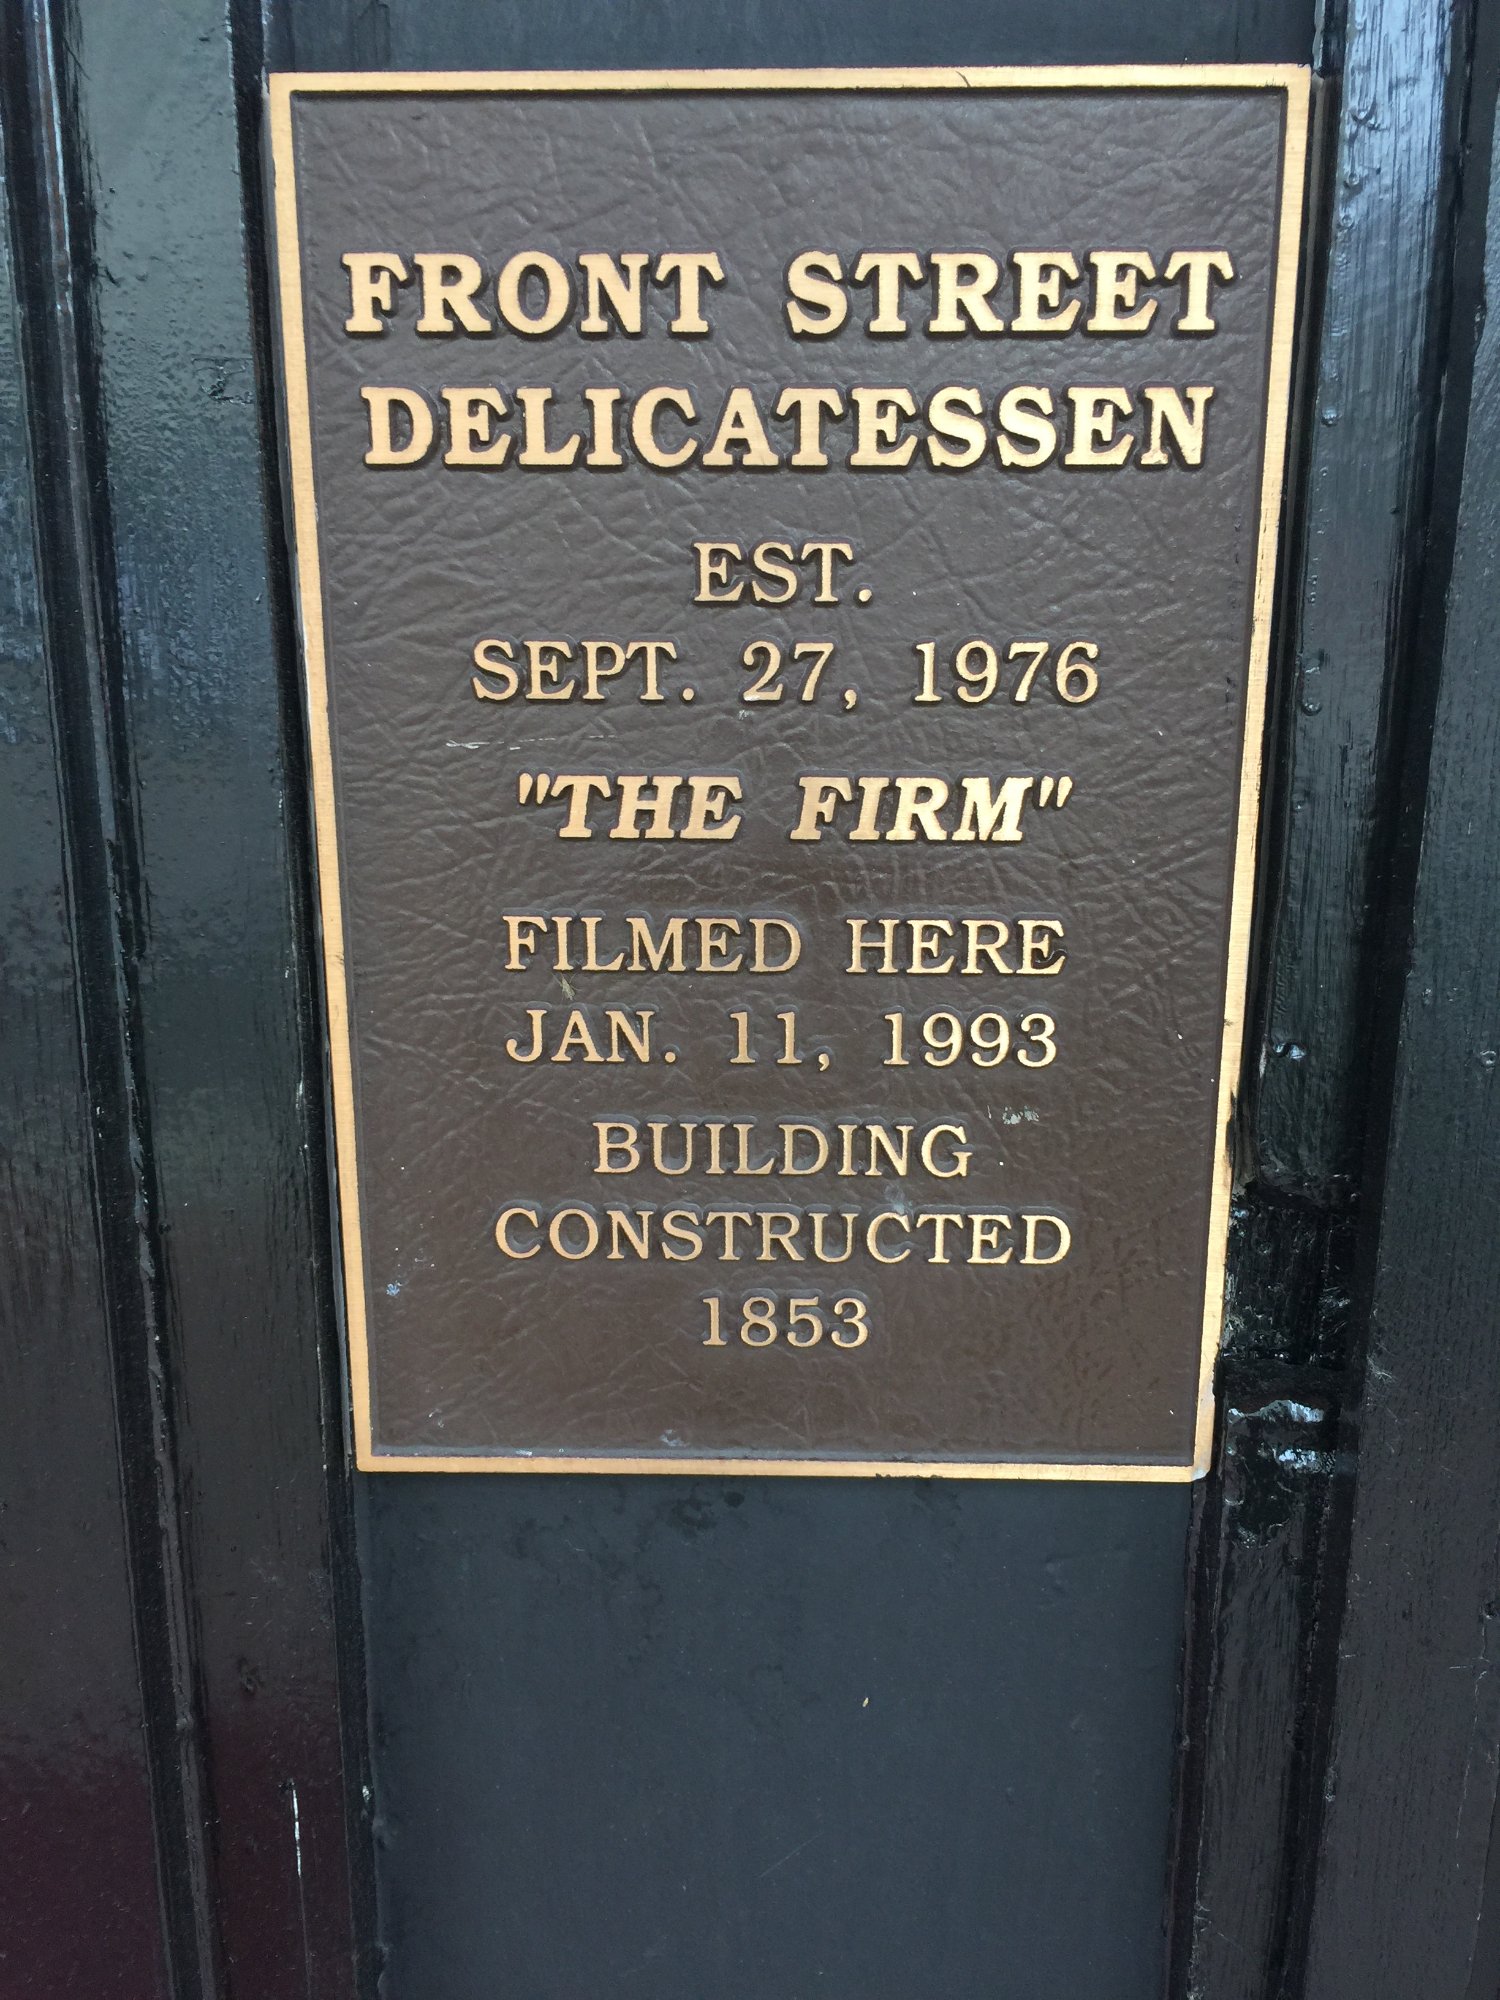 FRONT STREET
DELICATESSEN
EST.
SEPT. 27, 1976
"THE FIRM"
FILMED HERE
JAN. 11, 1993
BUILDING
CONSTRUCTED
1853